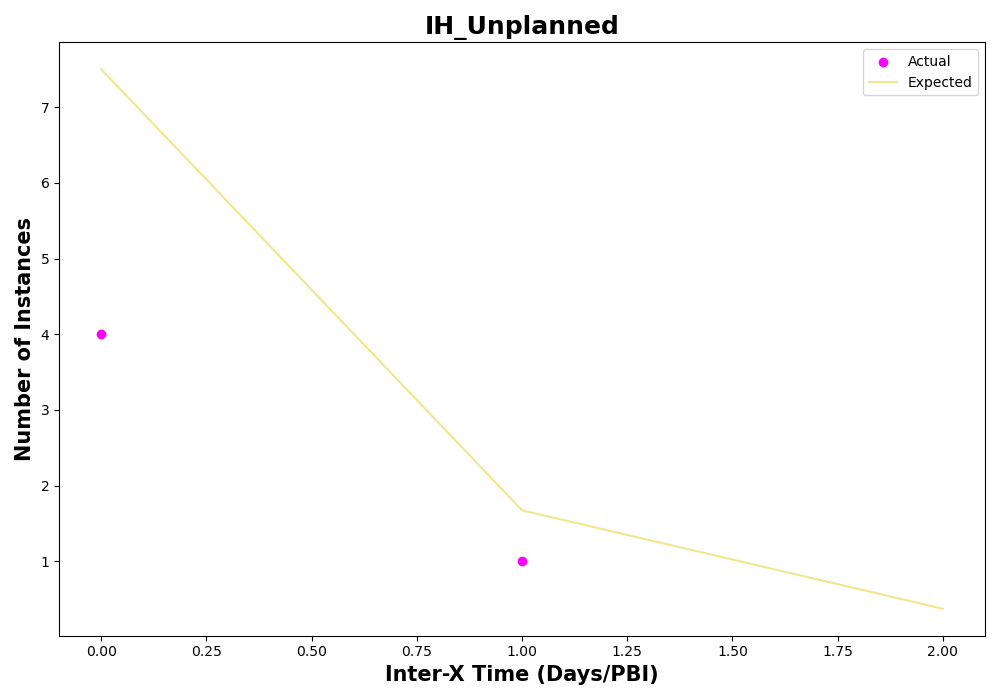 IH_Unplanned
Actual
Expected
Number of Instances
7
6
5
4
3
2
1
0.00 0.25 0.50 0.75 1.00 1.25 1.50 1.75 2.00
Inter-X Time (Days/PBI)